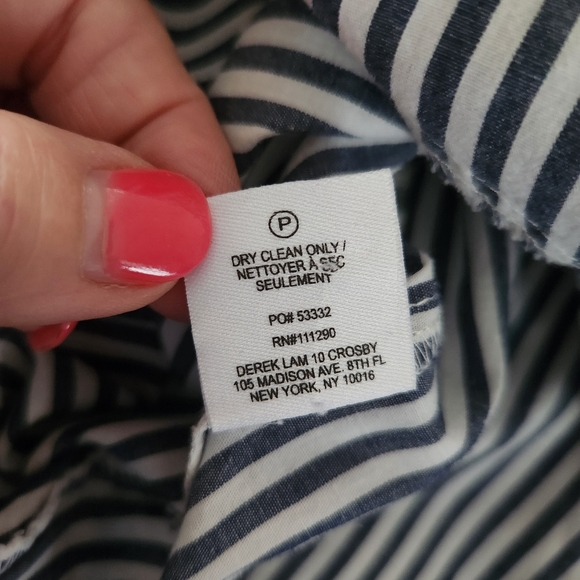 P
DRY CLEAN ONLY /
NETTOYER À SEC
SEULEMENT
PO# 53332
RN#111290
DEREK LAM 10 CROSBY
105 MADISON AVE. 8TH FL
NEW YORK, NY 10016